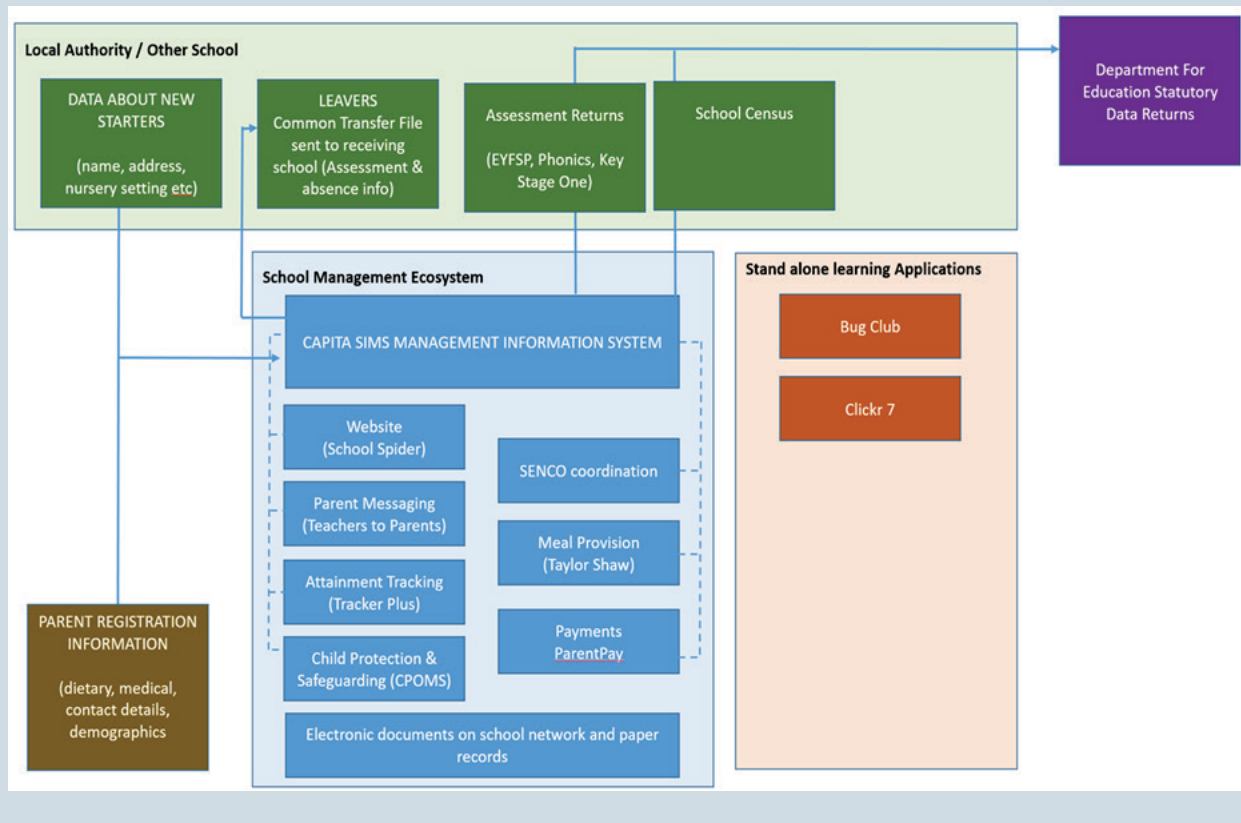 Local Authority / Other School
DATA ABOUT NEW
STARTERS
(name, address,
nursery setting etc)
LEAVERS
Common Transfer File
sent to receiving
school (Assessment &
absence info)
Assessment Returns
(EYFSP, Phonics, Key
Stage One)
School Census
Department For
Education Statutory
Data Returns
School Management Ecosystem
CAPITA SIMS MANAGEMENT INFORMATION SYSTEM
Website
(School Spider)
Parent Messaging
(Teachers to Parents)
Attainment Tracking
(Tracker Plus)
Child Protection &
Safeguarding (CPOMS)
SENCO coordination
Meal Provision
(Taylor Shaw)
Payments
ParentPay
Electronic documents on school network and paper
records
Stand alone learning Applications
Bug Club
Clickr 7
PARENT REGISTRATION
INFORMATION
(dietary, medical,
contact details,
demographics